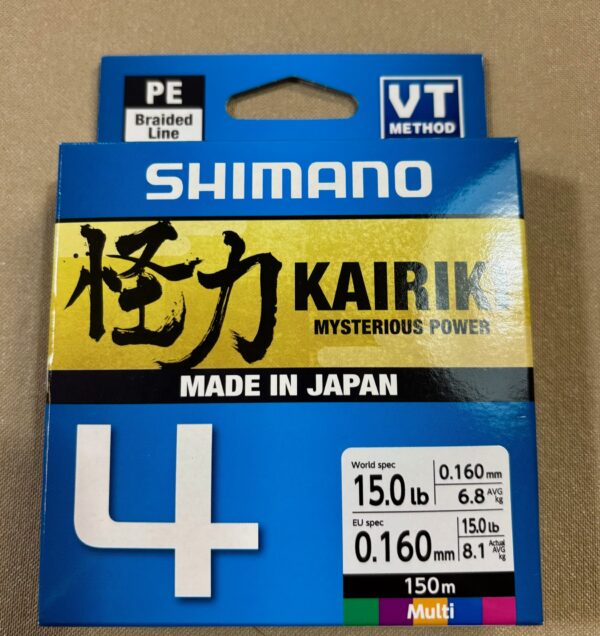 PE
Braided
Line
VT
METHOD
SHIMANO
怪力 KAIRIKI
MYSTERIOUS POWER
MADE IN JAPAN
4
World spec
15.0 lb
0.160 mm
6.8 AVG kg
EU spec
0.160 mm
15.0 lb
8.1 Actual AVG kg
150m
Multi